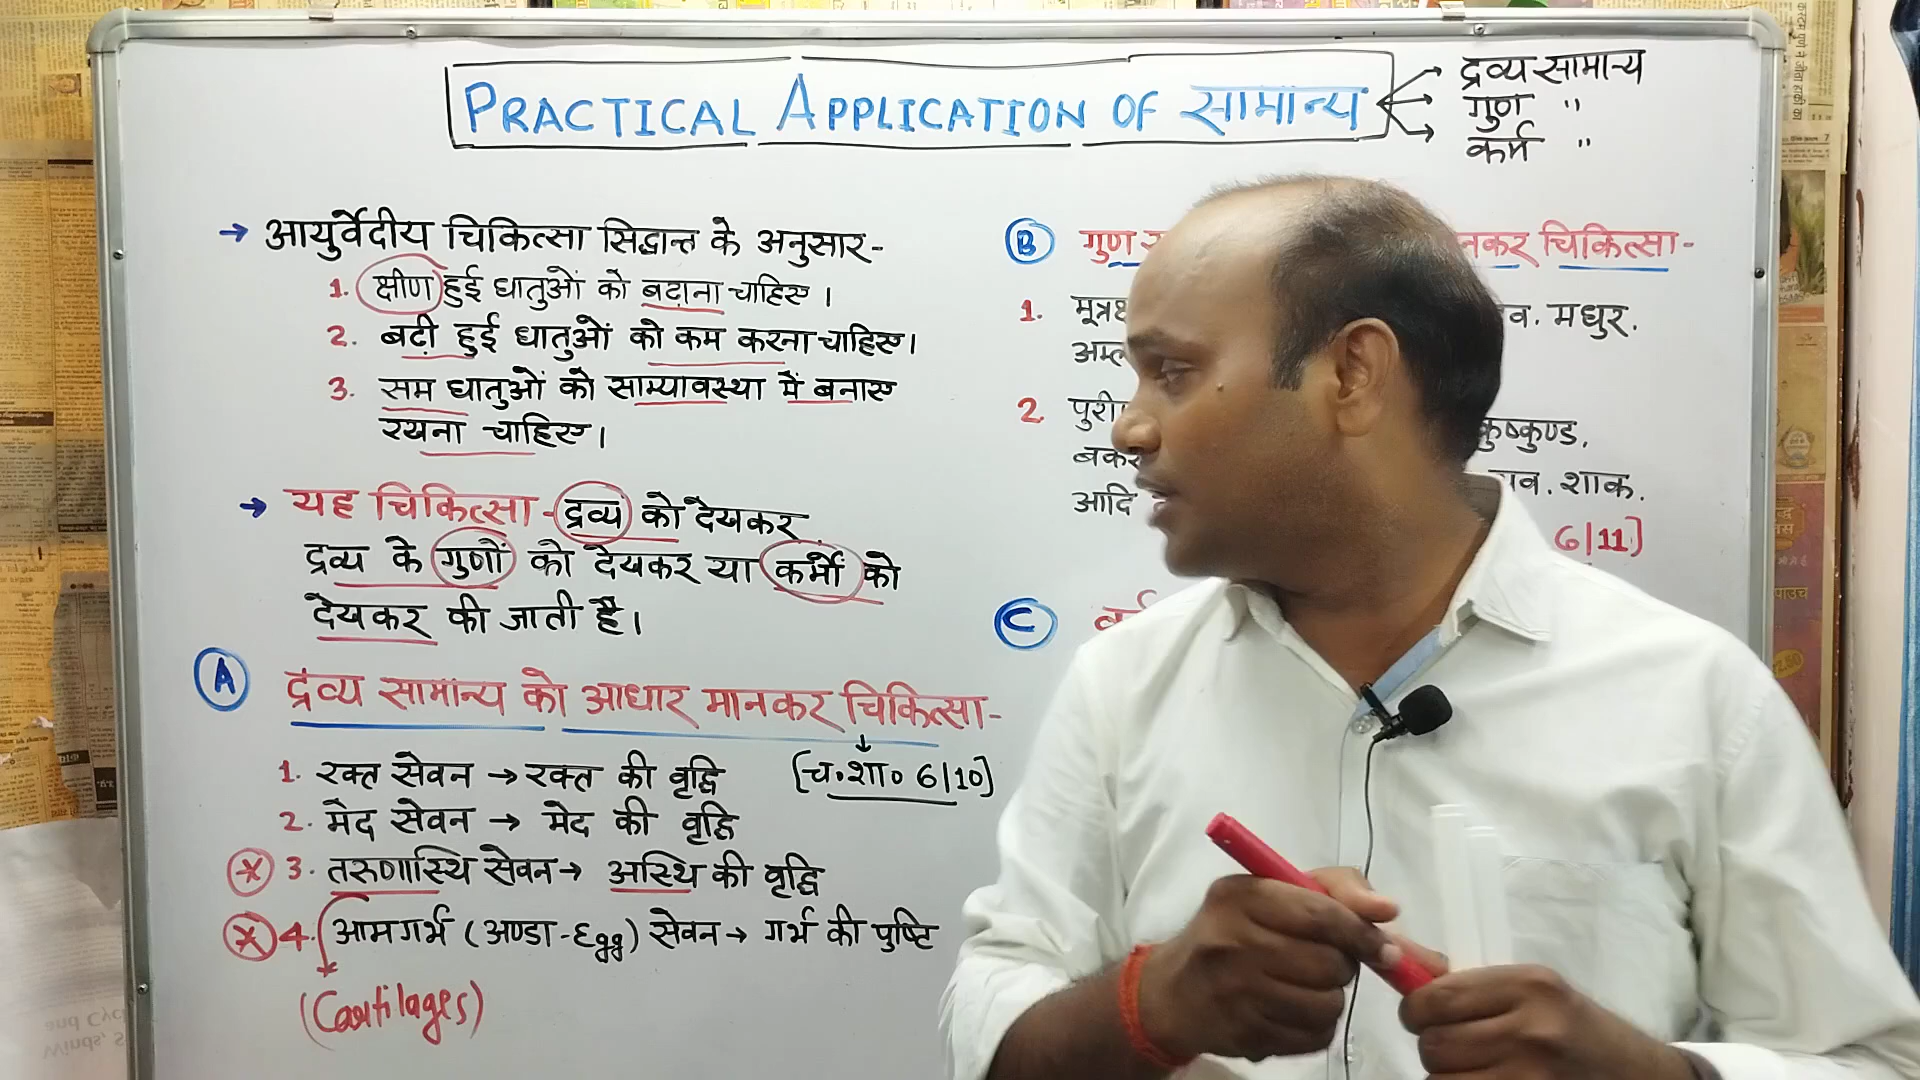 PRACTICAL APPLICATION OF सामान्य
द्रव्य सामान्य
गुण "
कर्म "
→ आयुर्वेदीय चिकित्सा सिद्धान्त के अनुसार-
1. क्षीण हुई धातुओं को बढ़ाना चाहिए।
2. बढ़ी हुई धातुओं को कम करना चाहिए।
3. सम धातुओं को साम्यावस्था में बनाए
रखना चाहिए।
→ यह चिकित्सा - द्रव्य को देखकर,
द्रव्य के गुणों को देखकर या कर्मों को
देखकर की जाती है।
A द्रव्य सामान्य को आधार मानकर चिकित्सा-
1. रक्त सेवन → रक्त की वृद्धि [च.शा० 6/10]
2. मेद सेवन → मेद की वृद्धि
3. तरुणास्थि सेवन → अस्थि की वृद्धि
4. आमगर्भ (अण्डा-Egg) सेवन → गर्भ की पुष्टि
(Cartilages)
B गुण चिकित्सा-
1. मधुर,
2.
शाक,
आदि
6/11]
C